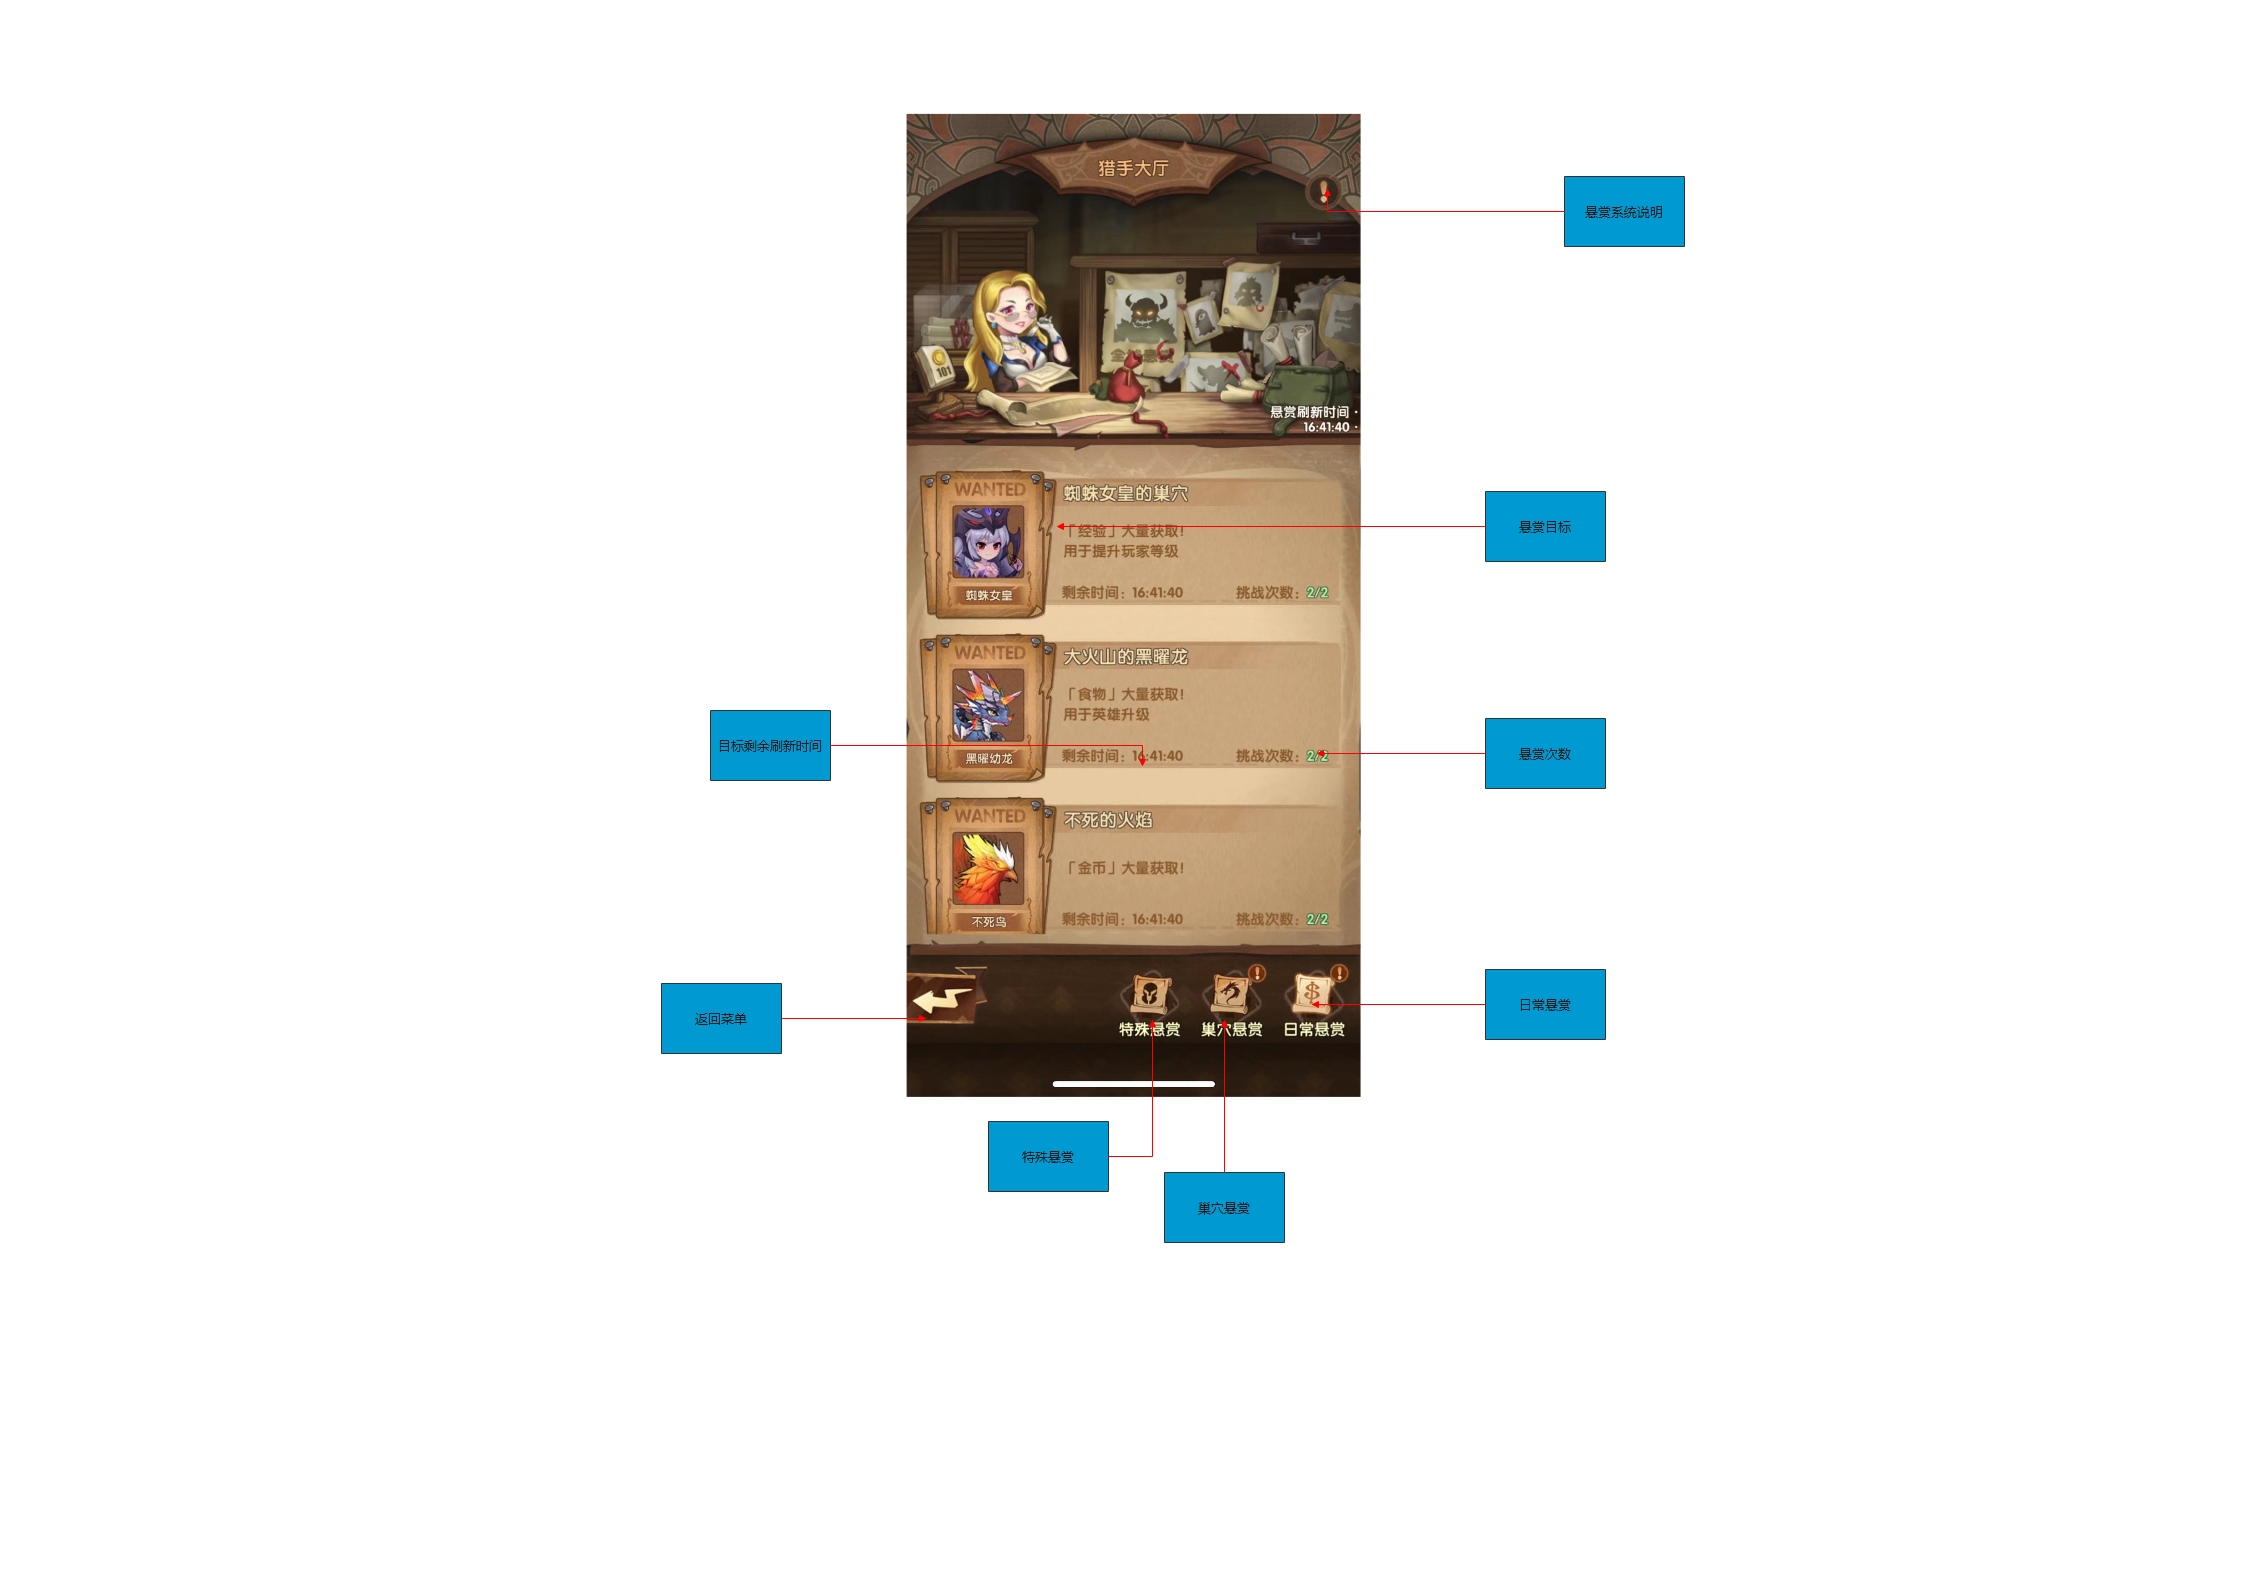 猎手大厅
悬赏系统说明
101
悬赏刷新时间
16:41:40
WANTED
蜘蛛女皇
蜘蛛女皇的巢穴
「经验」大量获取!
用于提升玩家等级
剩余时间: 16:41:40
挑战次数: 2/2
悬赏目标
WANTED
黑曜幼龙
大火山的黑曜龙
「食物」大量获取!
用于英雄升级
剩余时间: 16:41:40
挑战次数: 2/2
目标剩余刷新时间
悬赏次数
WANTED
不死鸟
不死的火焰
「金币」大量获取!
剩余时间: 16:41:40
挑战次数: 2/2
返回菜单
特殊悬赏
巢穴悬赏
日常悬赏
日常悬赏
特殊悬赏
巢穴悬赏